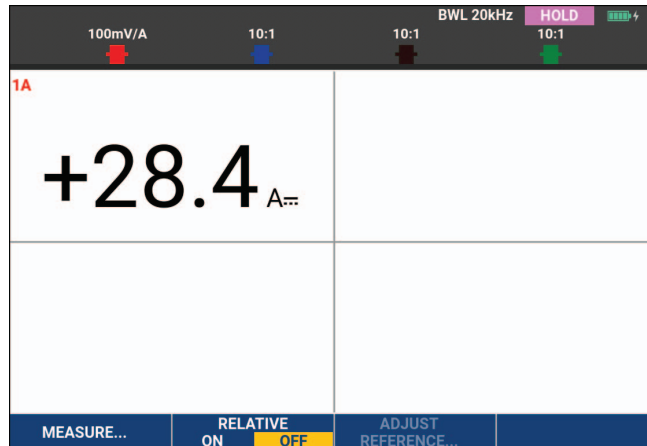 BWL 20kHz HOLD
100mV/A 10:1 10:1 10:1
1A
+28.4 A
MEASURE... RELATIVE ADJUST
ON OFF REFERENCE...